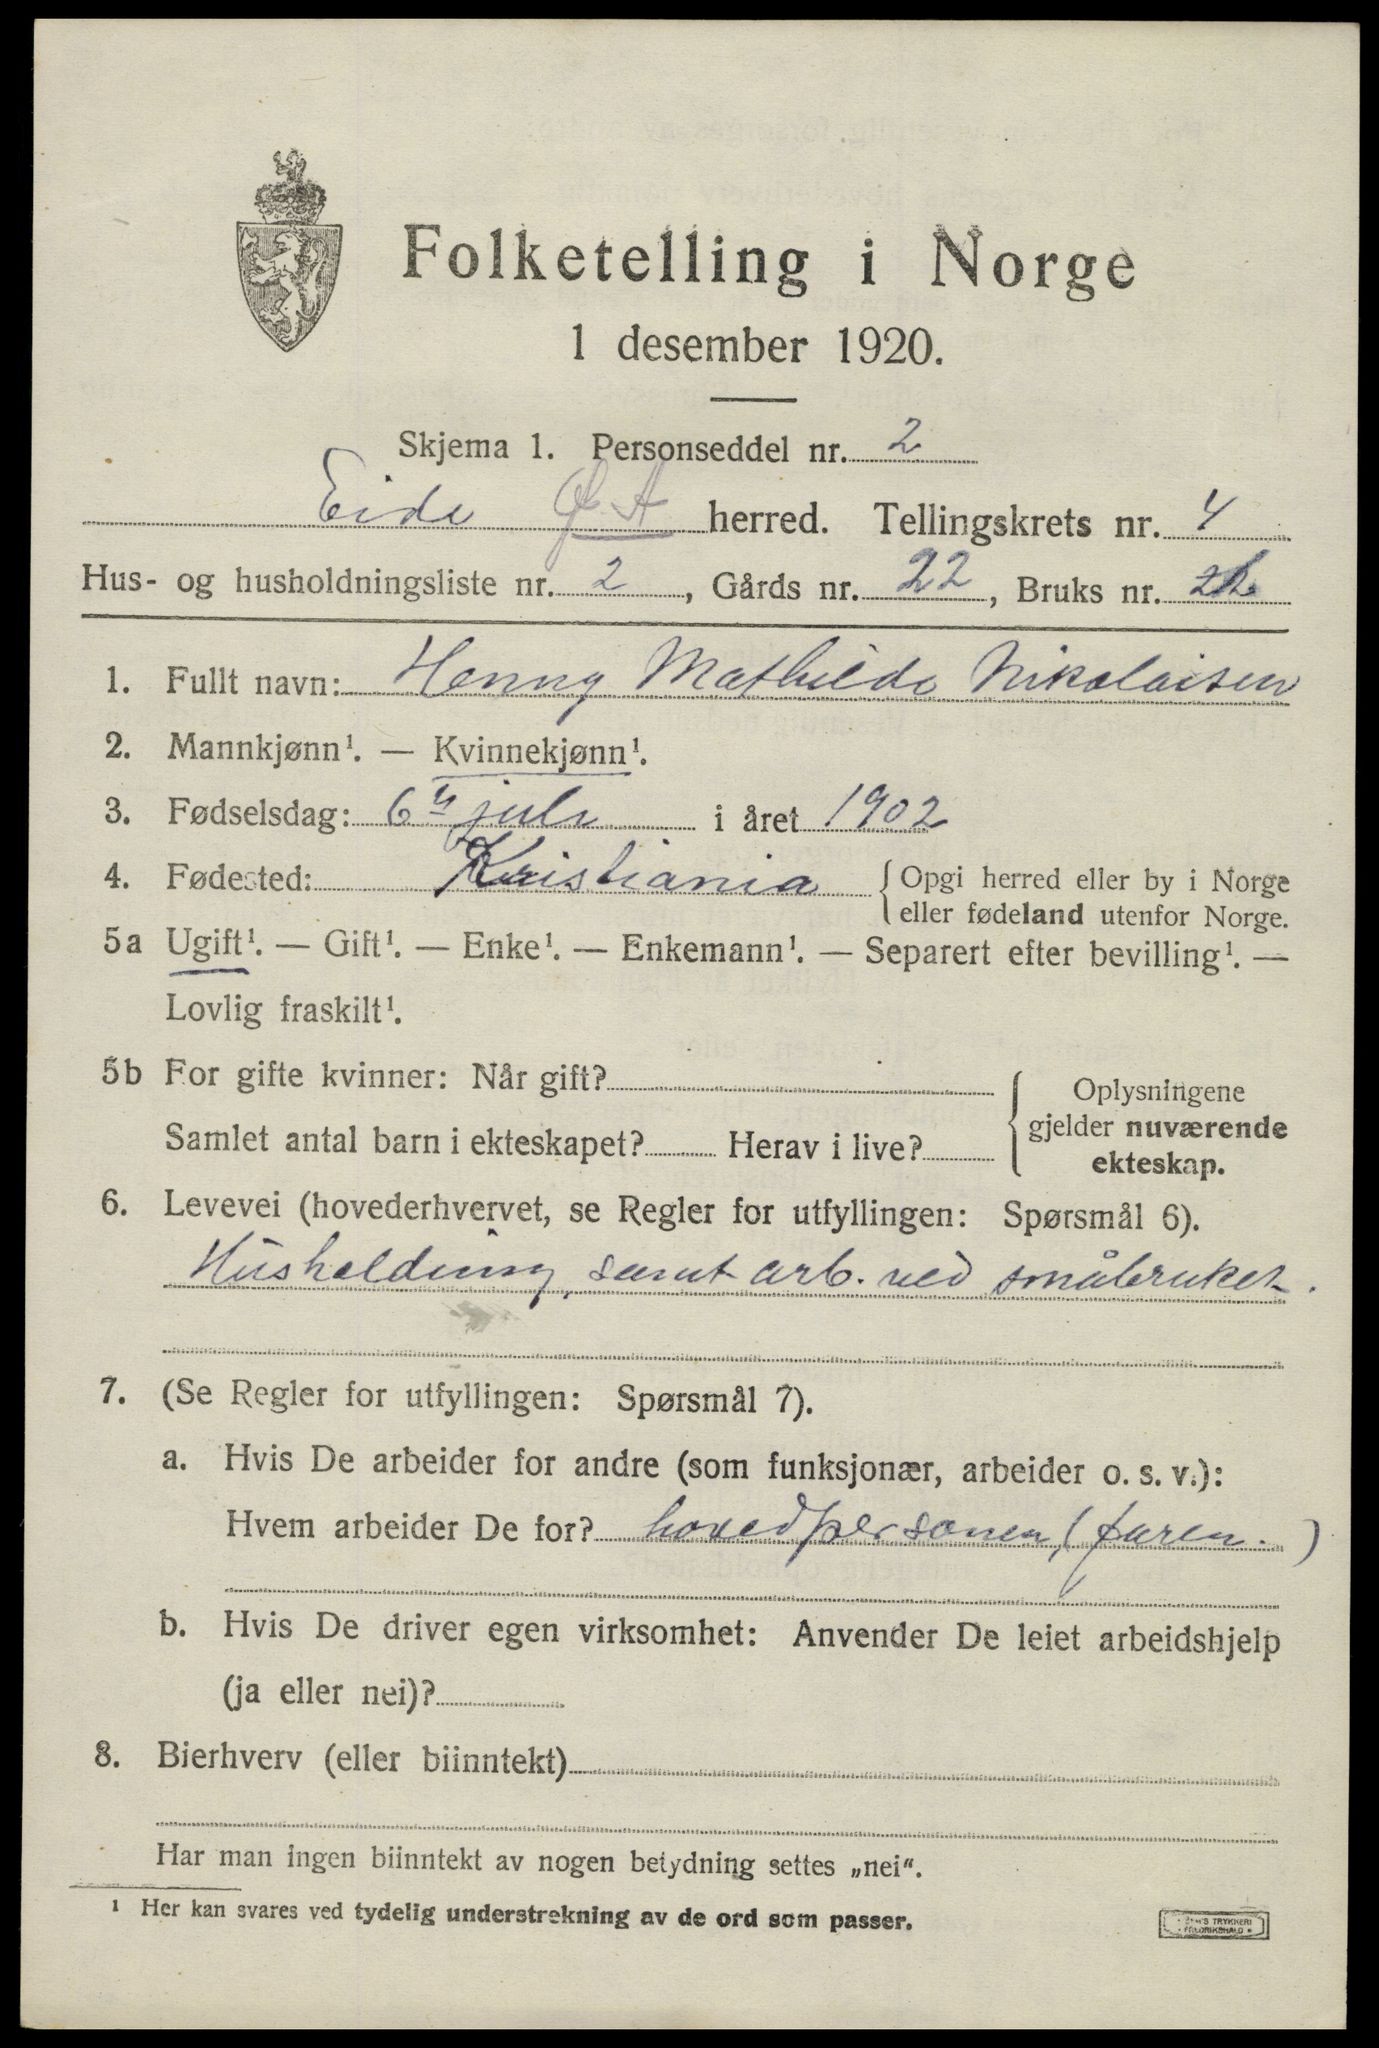 Folketelling i Norge
1 desember 1920.
Skjema 1. Personseddel nr. 2
Eide Ø. A herred. Tellingskrets nr. 4
Hus- og husholdningsliste nr. 2, Gårds nr. 22, Bruks nr.
1. Fullt navn: Henny Mathilde Nikolaisen
2. Mannkjønn¹. — Kvinnekjønn¹.
3. Fødselsdag: 6 juli i året 1902
4. Fødested: Kristiania { Opgi herred eller by i Norge
eller fødeland utenfor Norge.
5a Ugift¹. — Gift¹. — Enke¹. — Enkemann¹. — Separert efter bevilling¹. —
Lovlig fraskilt¹.
5b For gifte kvinner: Når gift?
Samlet antal barn i ekteskapet? Herav i live?
{ Oplysningene
gjelder nuværende
ekteskap.
6. Levevei (hovederhvervet, se Regler for utfyllingen: Spørsmål 6).
Husholdning, samt arb. ved småbruket.
7. (Se Regler for utfyllingen: Spørsmål 7).
a. Hvis De arbeider for andre (som funksjonær, arbeider o. s. v.):
Hvem arbeider De for? hovedpersonen, (faren.)
b. Hvis De driver egen virksomhet: Anvender De leiet arbeidshjelp
(ja eller nei)?
8. Bierhverv (eller biinntekt)
Har man ingen biinntekt av nogen betydning settes „nei“.
¹ Her kan svares ved tydelig understrekning av de ord som passer.
TRYKKERI
FREDRIKSHALD